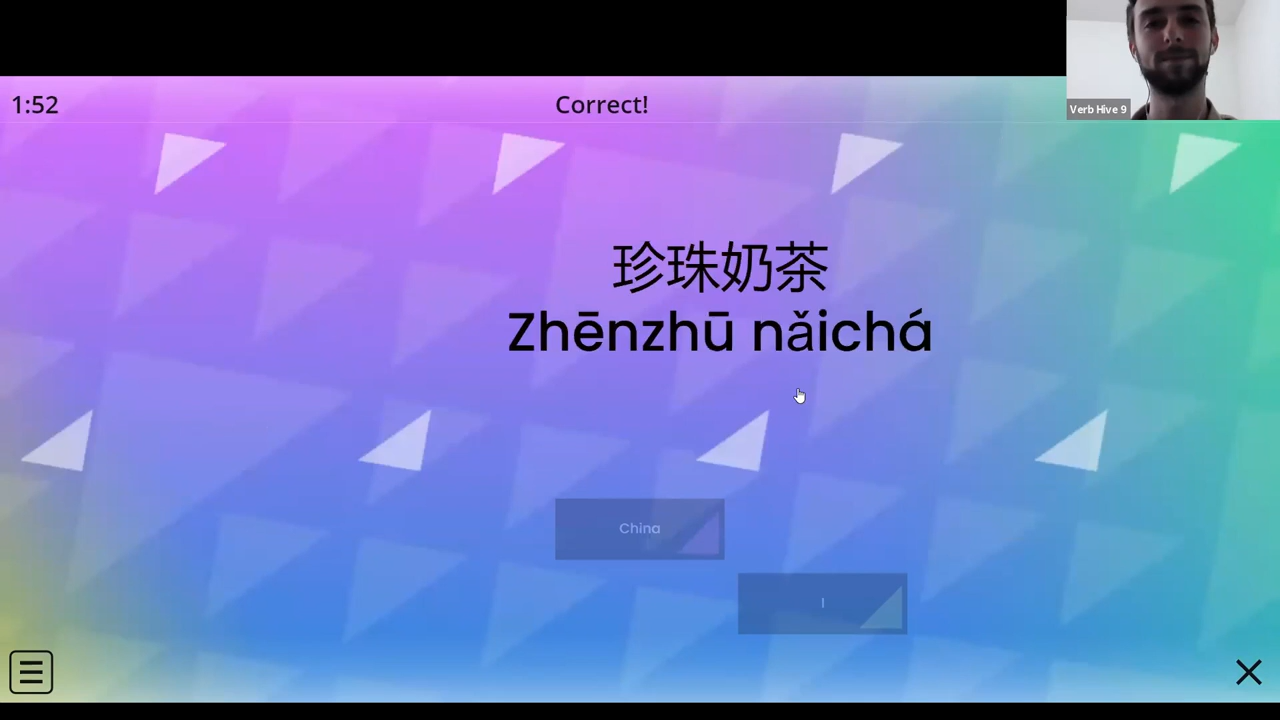 1:52
Correct!
Verb Hive 9
珍珠奶茶
Zhēnzhū nǎichá
China
I